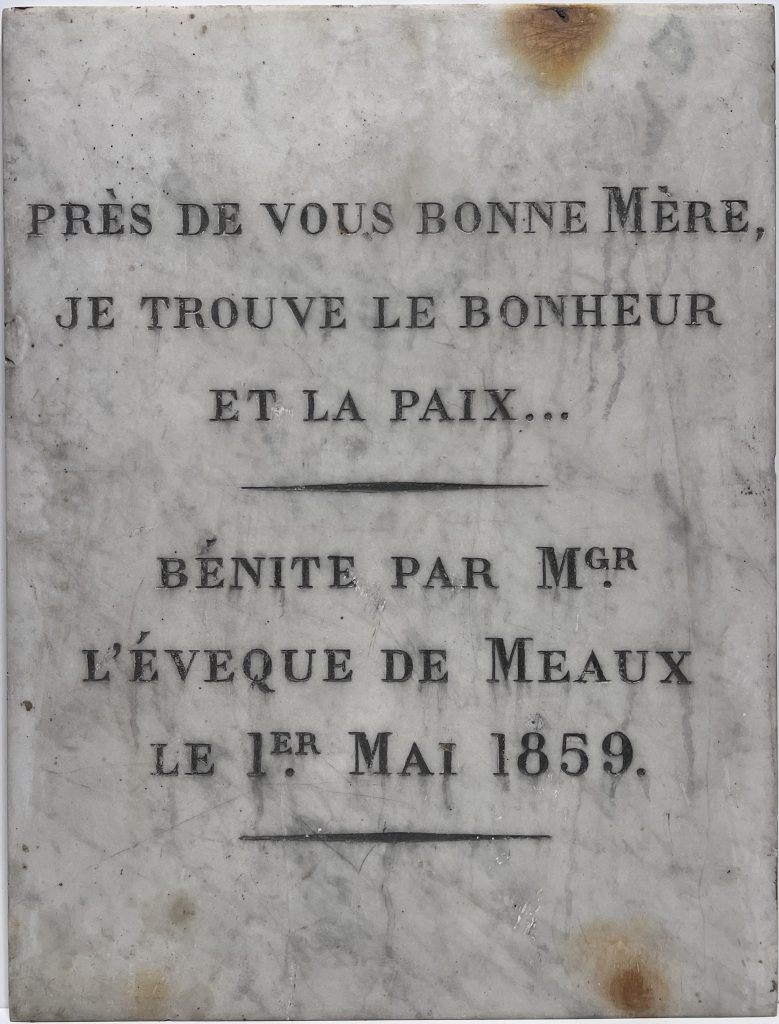 PRÈS DE VOUS BONNE MÈRE,
JE TROUVE LE BONHEUR
ET LA PAIX...
BÉNITE PAR MGR.
L'ÉVEQUE DE MEAUX
LE 1ER. MAI 1859.